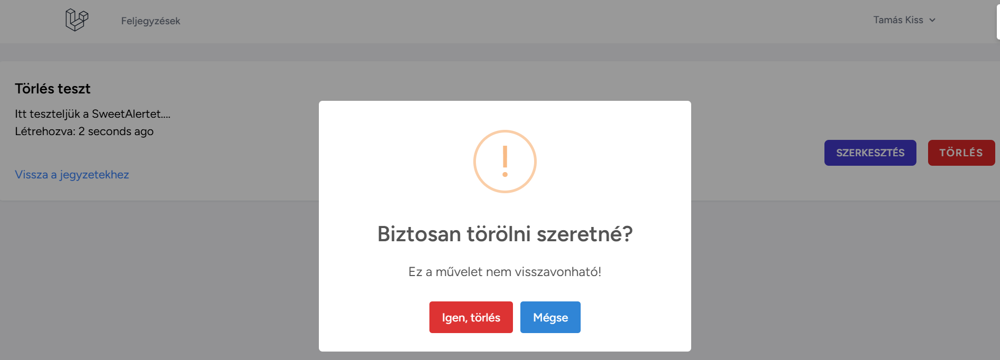 Feljegyzések
Tamás Kiss
Törlés teszt
Itt teszteljük a SweetAlertet....
Létrehozva: 2 seconds ago
SZERKESZTÉS
TÖRLÉS
Vissza a jegyzetekhez
!
Biztosan törölni szeretné?
Ez a művelet nem visszavonható!
Igen, törlés
Mégse